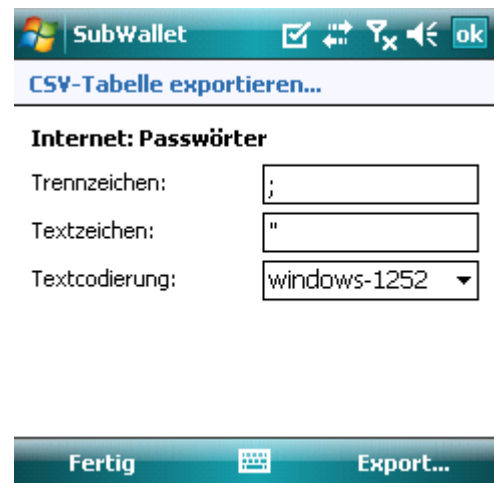 SubWallet ok
CSV-Tabelle exportieren...
Internet: Passwörter
Trennzeichen: ;
Textzeichen: "
Textcodierung: windows-1252
Fertig Export...